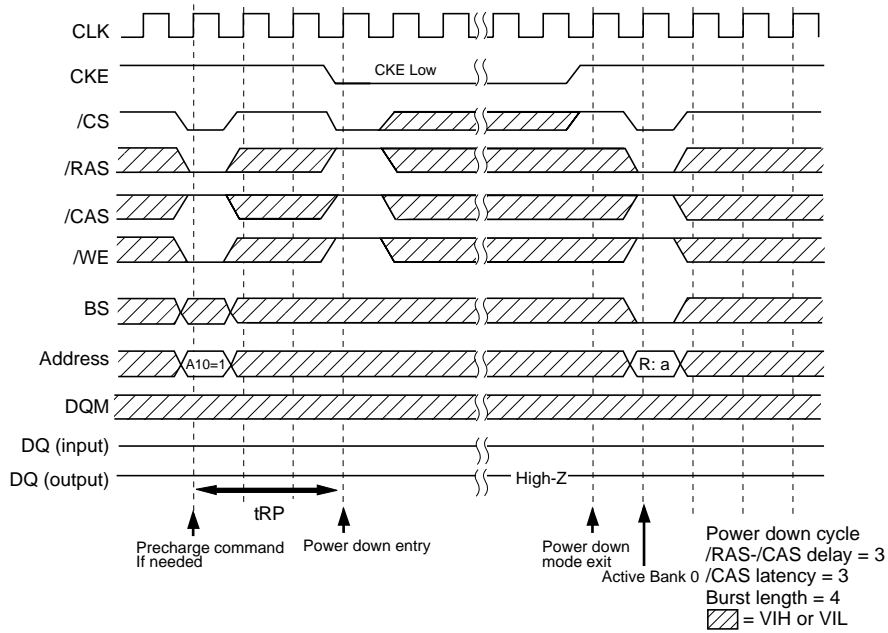 CLK
CKE
CKE Low
/CS
/RAS
/CAS
/WE
BS
Address
A10=1
R: a
DQM
DQ (input)
DQ (output)
High-Z
tRP
Precharge command
If needed
Power down entry
Power down
mode exit
Active Bank 0
Power down cycle
/RAS-/CAS delay = 3
/CAS latency = 3
Burst length = 4
= VIH or VIL